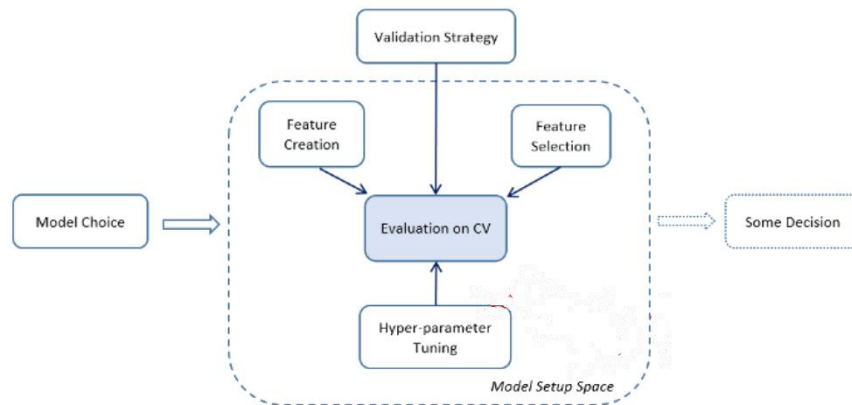 Validation Strategy
Feature
Creation
Feature
Selection
Model Choice
Evaluation on CV
Some Decision
Hyper-parameter
Tuning
Model Setup Space